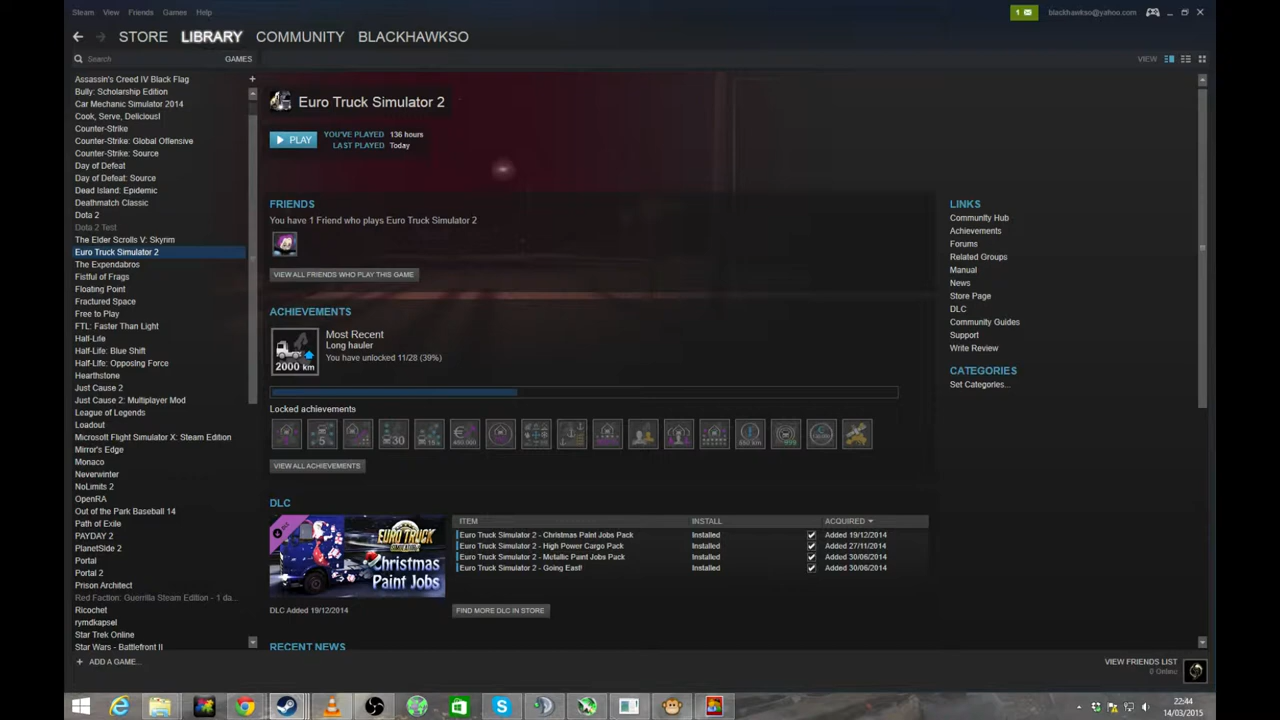 Steam View Friends Games Help
1 blackhawkso@yahoo.com
STORE LIBRARY COMMUNITY BLACKHAWKSO
Search GAMES VIEW
Assassin's Creed IV Black Flag
Bully: Scholarship Edition
Car Mechanic Simulator 2014
Cook, Serve, Delicious!
Counter-Strike
Counter-Strike: Global Offensive
Counter-Strike: Source
Day of Defeat
Day of Defeat: Source
Dead Island: Epidemic
Deathmatch Classic
Dota 2
Dota 2 Test
The Elder Scrolls V: Skyrim
Euro Truck Simulator 2
The Expendabros
Fistful of Frags
Floating Point
Fractured Space
Free to Play
FTL: Faster Than Light
Half-Life
Half-Life: Blue Shift
Half-Life: Opposing Force
Hearthstone
Just Cause 2
Just Cause 2: Multiplayer Mod
League of Legends
Loadout
Microsoft Flight Simulator X: Steam Edition
Mirror's Edge
Monaco
Neverwinter
NoLimits 2
OpenRA
Out of the Park Baseball 14
Path of Exile
PAYDAY 2
PlanetSide 2
Portal
Portal 2
Prison Architect
Red Faction: Guerrilla Steam Edition - 1 da...
Ricochet
rymdkapsel
Star Trek Online
Star Wars - Battlefront II
+ ADD A GAME...
Euro Truck Simulator 2
PLAY
YOU'VE PLAYED 136 hours
LAST PLAYED Today
FRIENDS
You have 1 Friend who plays Euro Truck Simulator 2
VIEW ALL FRIENDS WHO PLAY THIS GAME
ACHIEVEMENTS
Most Recent
Long hauler
You have unlocked 11/28 (39%)
2000 km
Locked achievements
5 30
VIEW ALL ACHIEVEMENTS
DLC
EURO TRUCK
Christmas
Paint Jobs
DLC Added 19/12/2014
ITEM INSTALL ACQUIRED
Euro Truck Simulator 2 - Christmas Paint Jobs Pack Installed Added 19/12/2014
Euro Truck Simulator 2 - High Power Cargo Pack Installed Added 27/11/2014
Euro Truck Simulator 2 - Metallic Paint Jobs Pack Installed Added 30/06/2014
Euro Truck Simulator 2 - Going East! Installed Added 30/06/2014
FIND MORE DLC IN STORE
RECENT NEWS
LINKS
Community Hub
Achievements
Forums
Related Groups
Manual
News
Store Page
DLC
Community Guides
Support
Write Review
CATEGORIES
Set Categories...
VIEW FRIENDS LIST
0 Online
22:44
14/03/2015